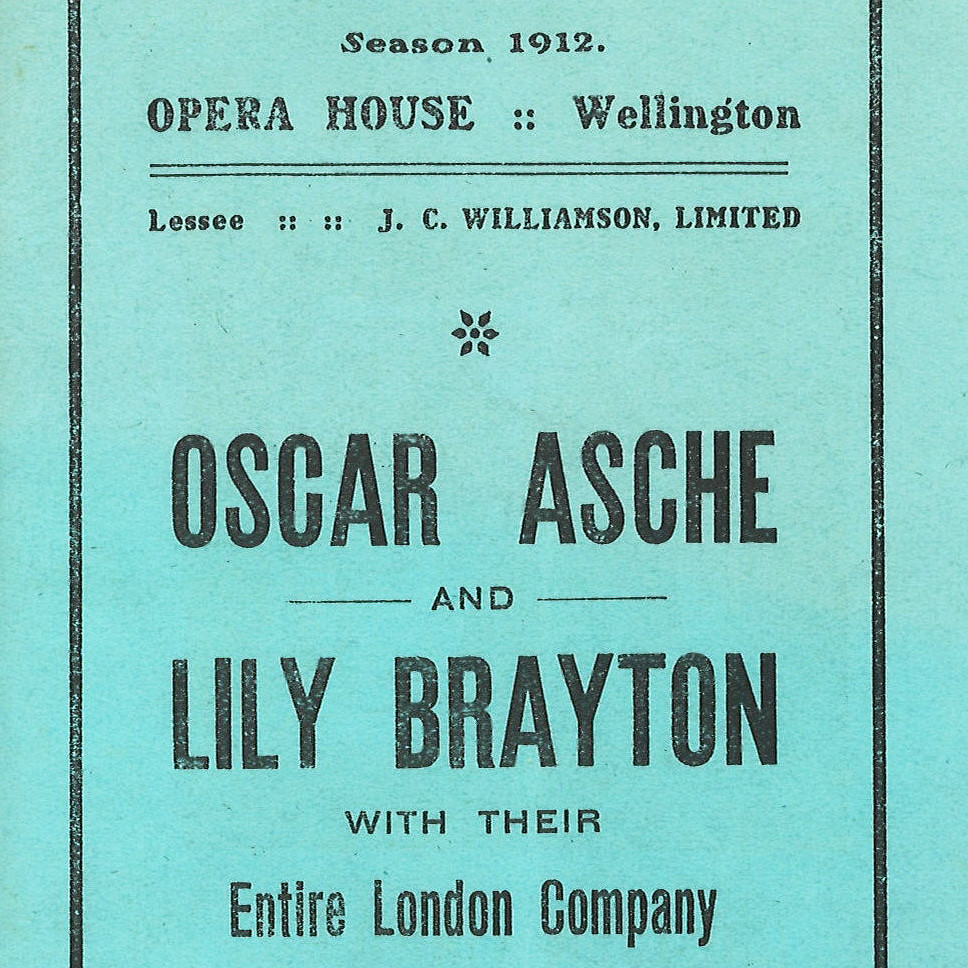 Season 1912.
OPERA HOUSE :: Wellington
Lessee :: :: J. C. WILLIAMSON, LIMITED
OSCAR ASCHE
AND
LILY BRAYTON
WITH THEIR
Entire London Company